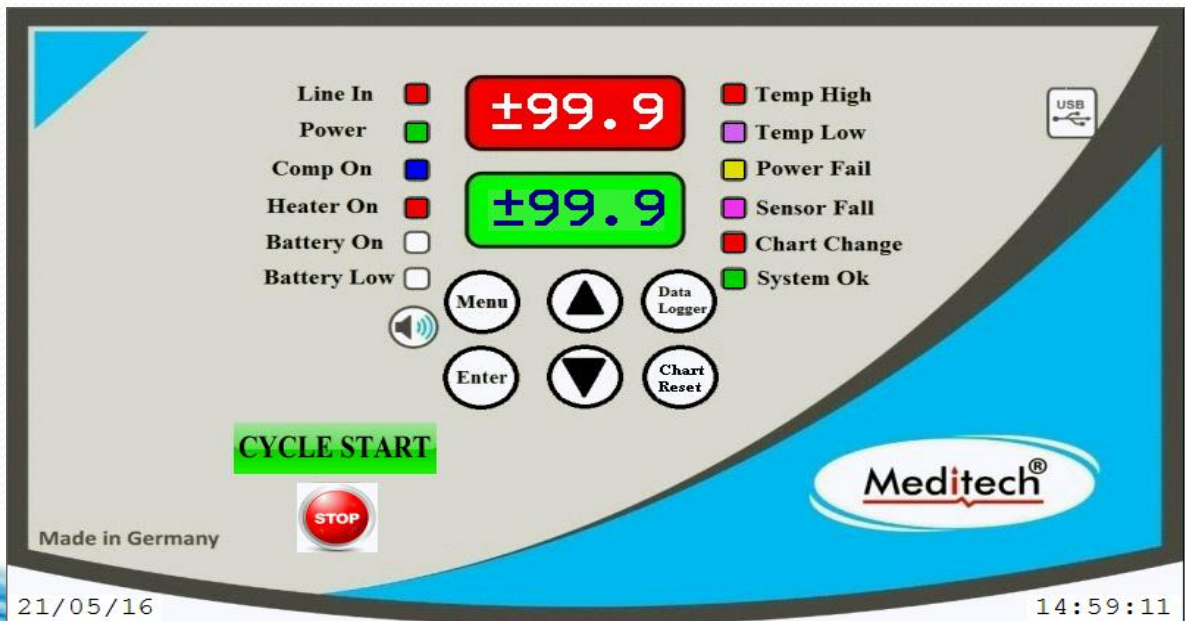 Line In
Power
Comp On
Heater On
Battery On
Battery Low
±99.9
±99.9
Temp High
Temp Low
Power Fail
Sensor Fall
Chart Change
System Ok
USB
Menu
Data
Logger
Enter
Chart
Reset
CYCLE START
STOP
Meditech®
Made in Germany
21/05/16
14:59:11